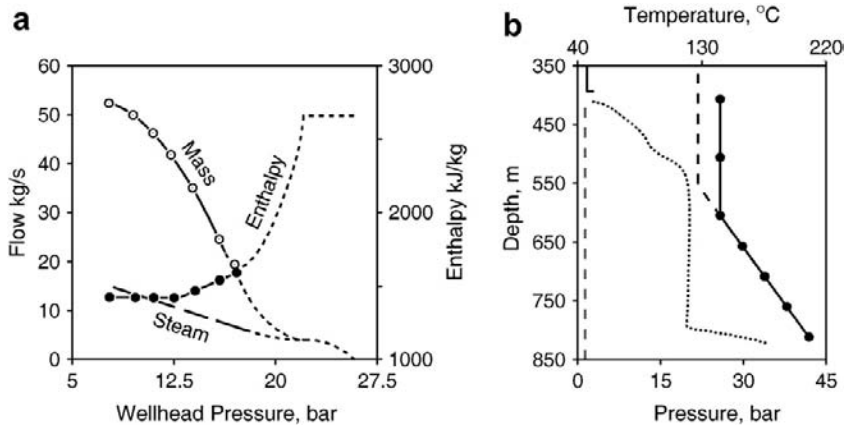 a
60
50
40
30
20
10
0
Flow kg/s
5
12.5
20
27.5
Wellhead Pressure, bar
3000
2000
1000
Enthalpy kJ/kg
Mass
Enthalpy
Steam
b
Temperature, °C
40
130
220
350
450
550
650
750
850
Depth, m
0
15
30
45
Pressure, bar